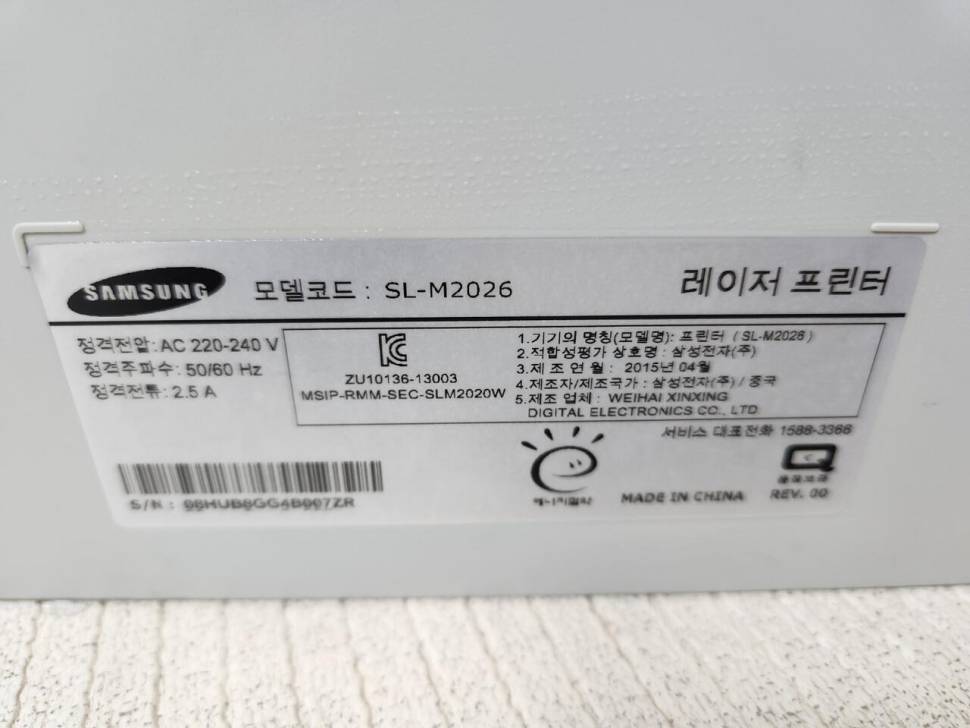 SAMSUNG 모델코드 : SL-M2026 레이저 프린터
정격전압: AC 220-240 V
정격주파수: 50/60 Hz
정격전류: 2.5 A
ZU10136-13003
MSIP-RMM-SEC-SLM2020W
1.기기의 명칭(모델명): 프린터 (SL-M2026)
2.적합성평가 상호명 : 삼성전자(주)
3.제 조 연 월 : 2015년 04월
4.제조자/제조국가 : 삼성전자(주) / 중국
5.제조 업체 : WEIHAI XINXING
DIGITAL ELECTRONICS CO., LTD
서비스 대표전화 1588-3366
S/N : 08HUB8GG4B007ZR
에너지절약
MADE IN CHINA
REV. 00